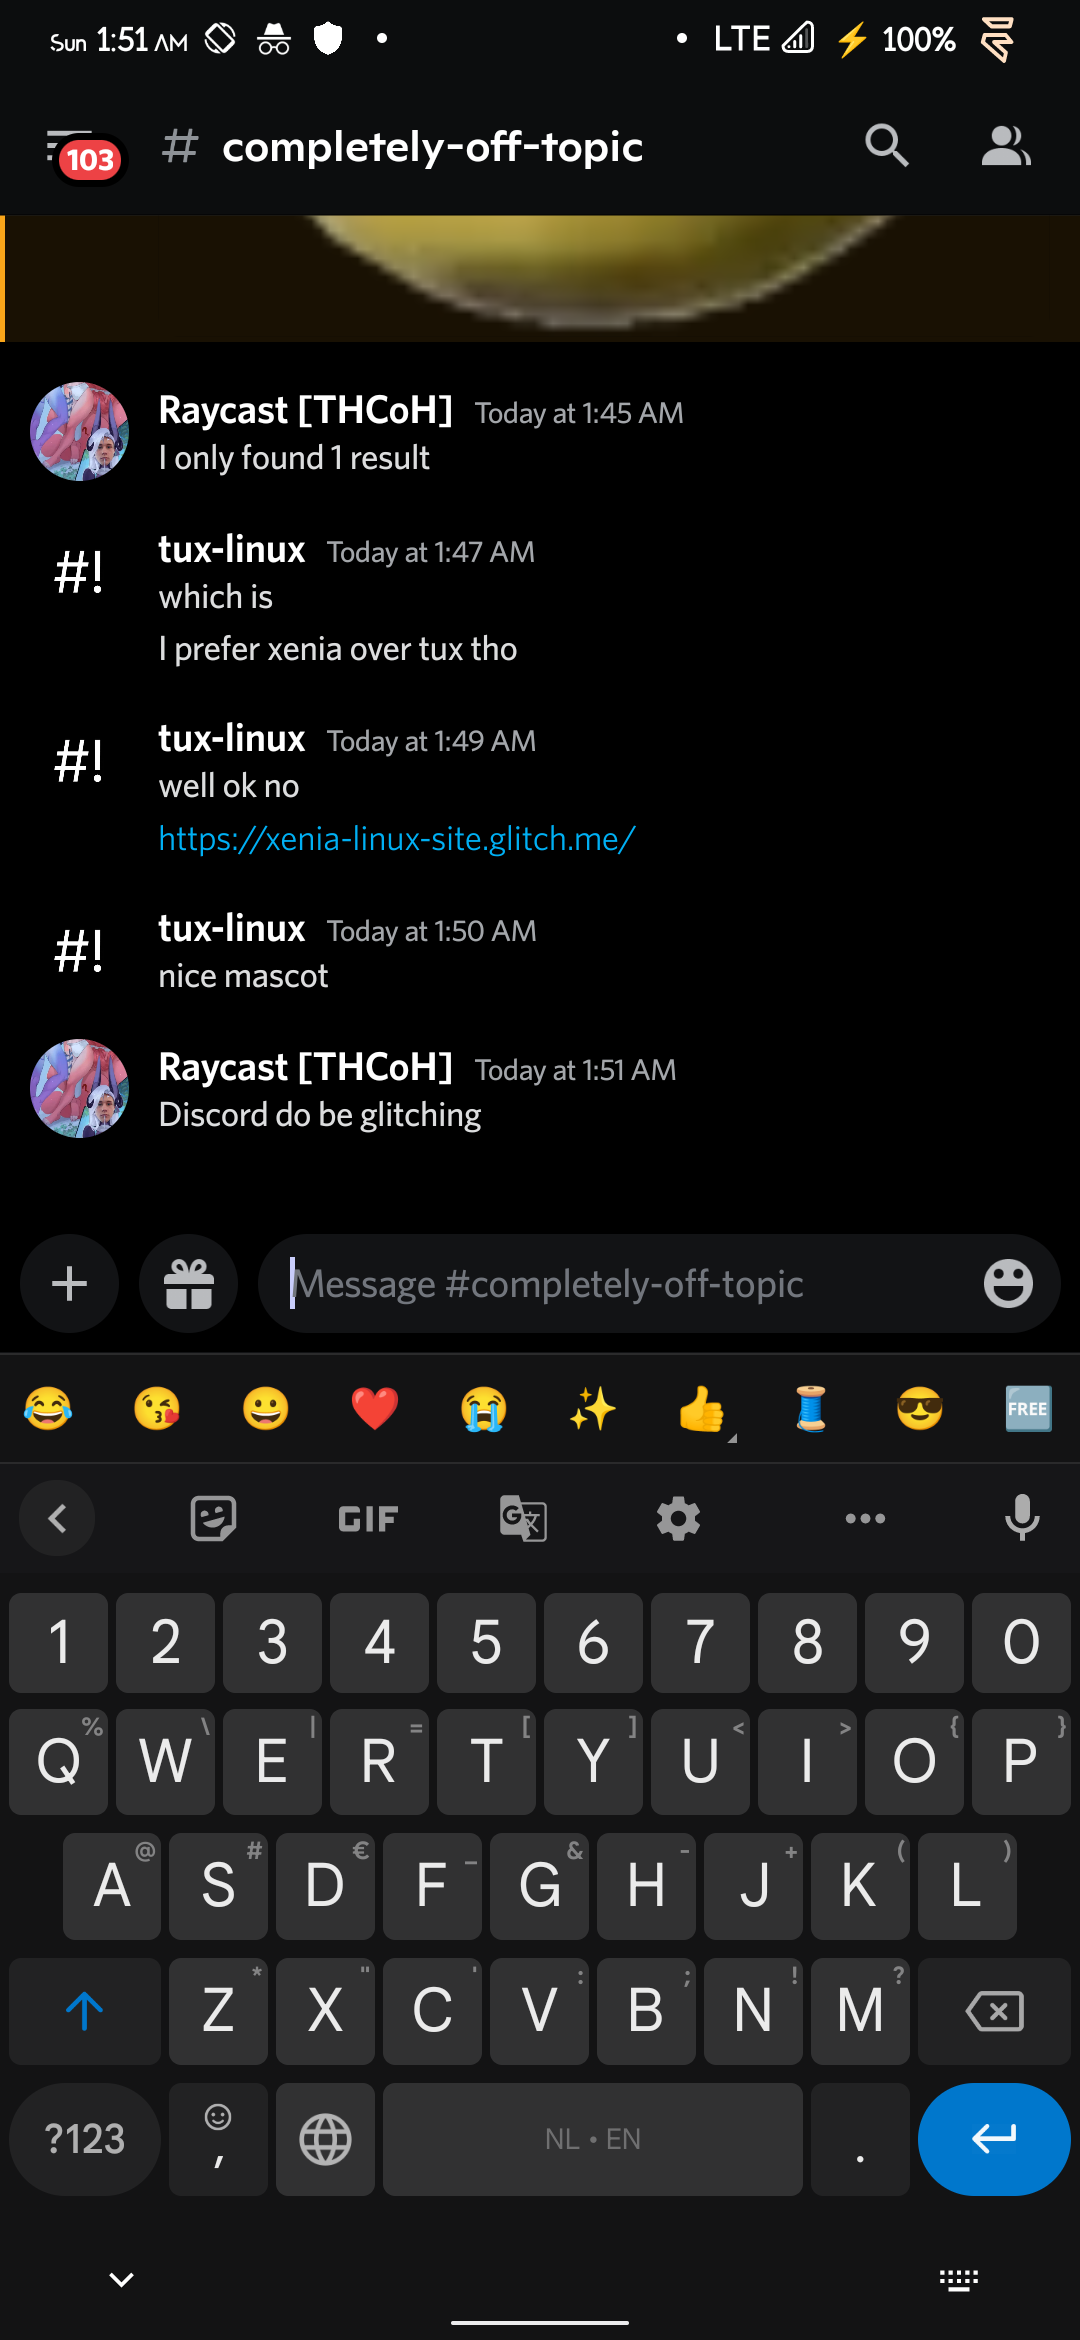 Sun 1:51 AM LTE 100%
103 # completely-off-topic
Raycast [THCoH] Today at 1:45 AM
I only found 1 result
#! tux-linux Today at 1:47 AM
which is
I prefer xenia over tux tho
#! tux-linux Today at 1:49 AM
well ok no
https://xenia-linux-site.glitch.me/
#! tux-linux Today at 1:50 AM
nice mascot
Raycast [THCoH] Today at 1:51 AM
Discord do be glitching
Message #completely-off-topic
FREE
GIF G文
1 2 3 4 5 6 7 8 9 0
% \ | = [ ] < > { }
Q W E R T Y U I O P
@ # € _ & - + ( )
A S D F G H J K L
* " ' : ; ! ?
Z X C V B N M
?123 , NL • EN .